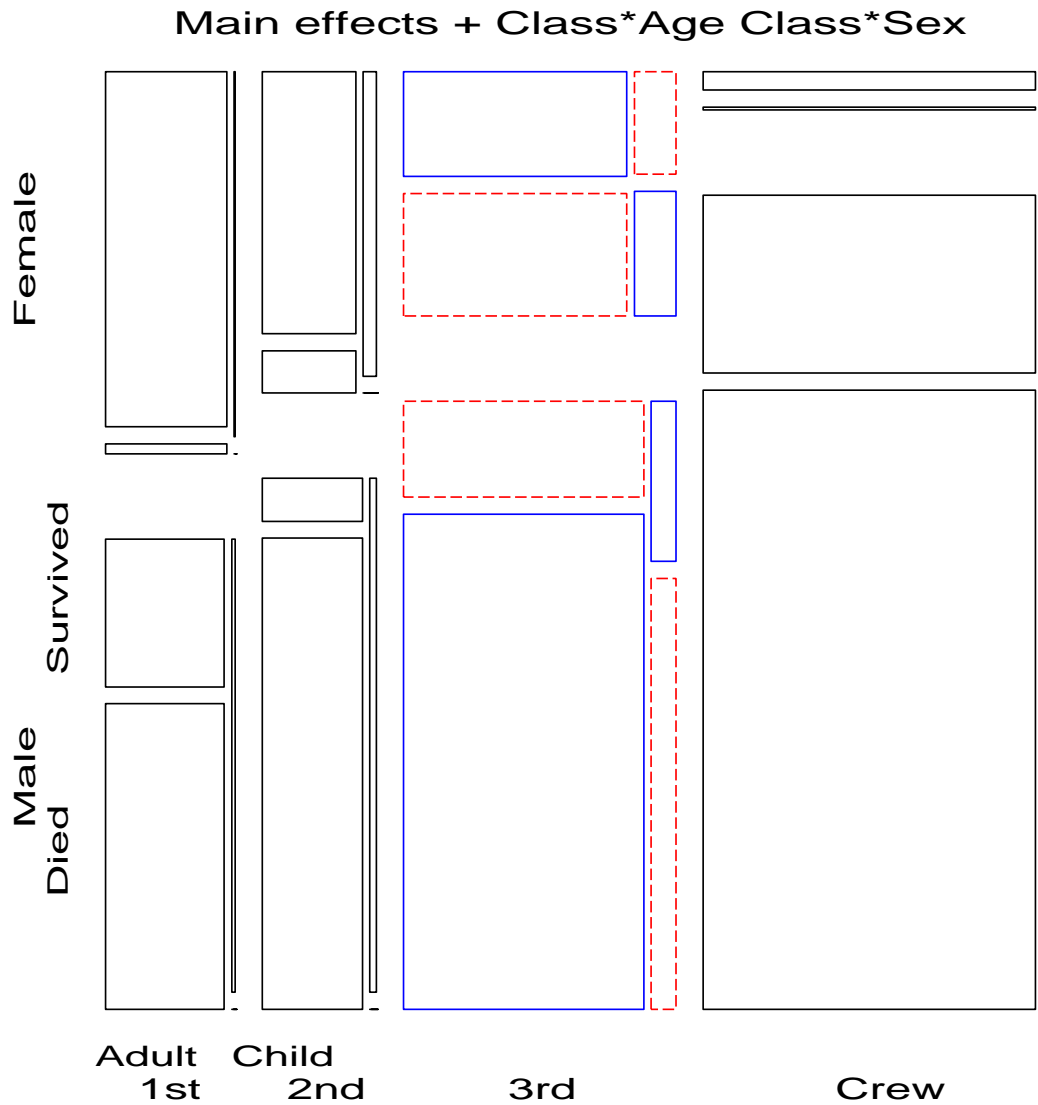 Main effects + Class*Age Class*Sex
Female
Survived
Male
Died
Adult Child
1st 2nd 3rd Crew